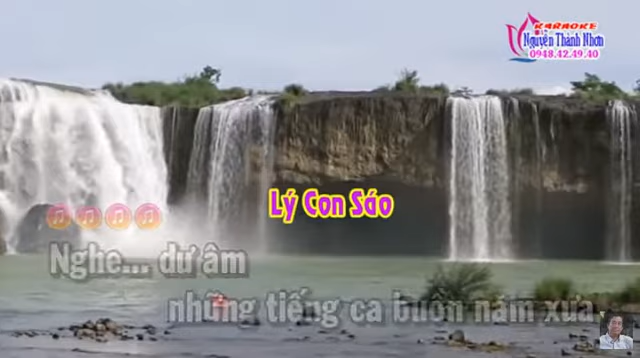 KARAOKE
Nguyễn Thành Nhơn
0948.42.49.40
Lý Con Sáo
Nghe... dư âm
những tiếng ca buồn năm xưa